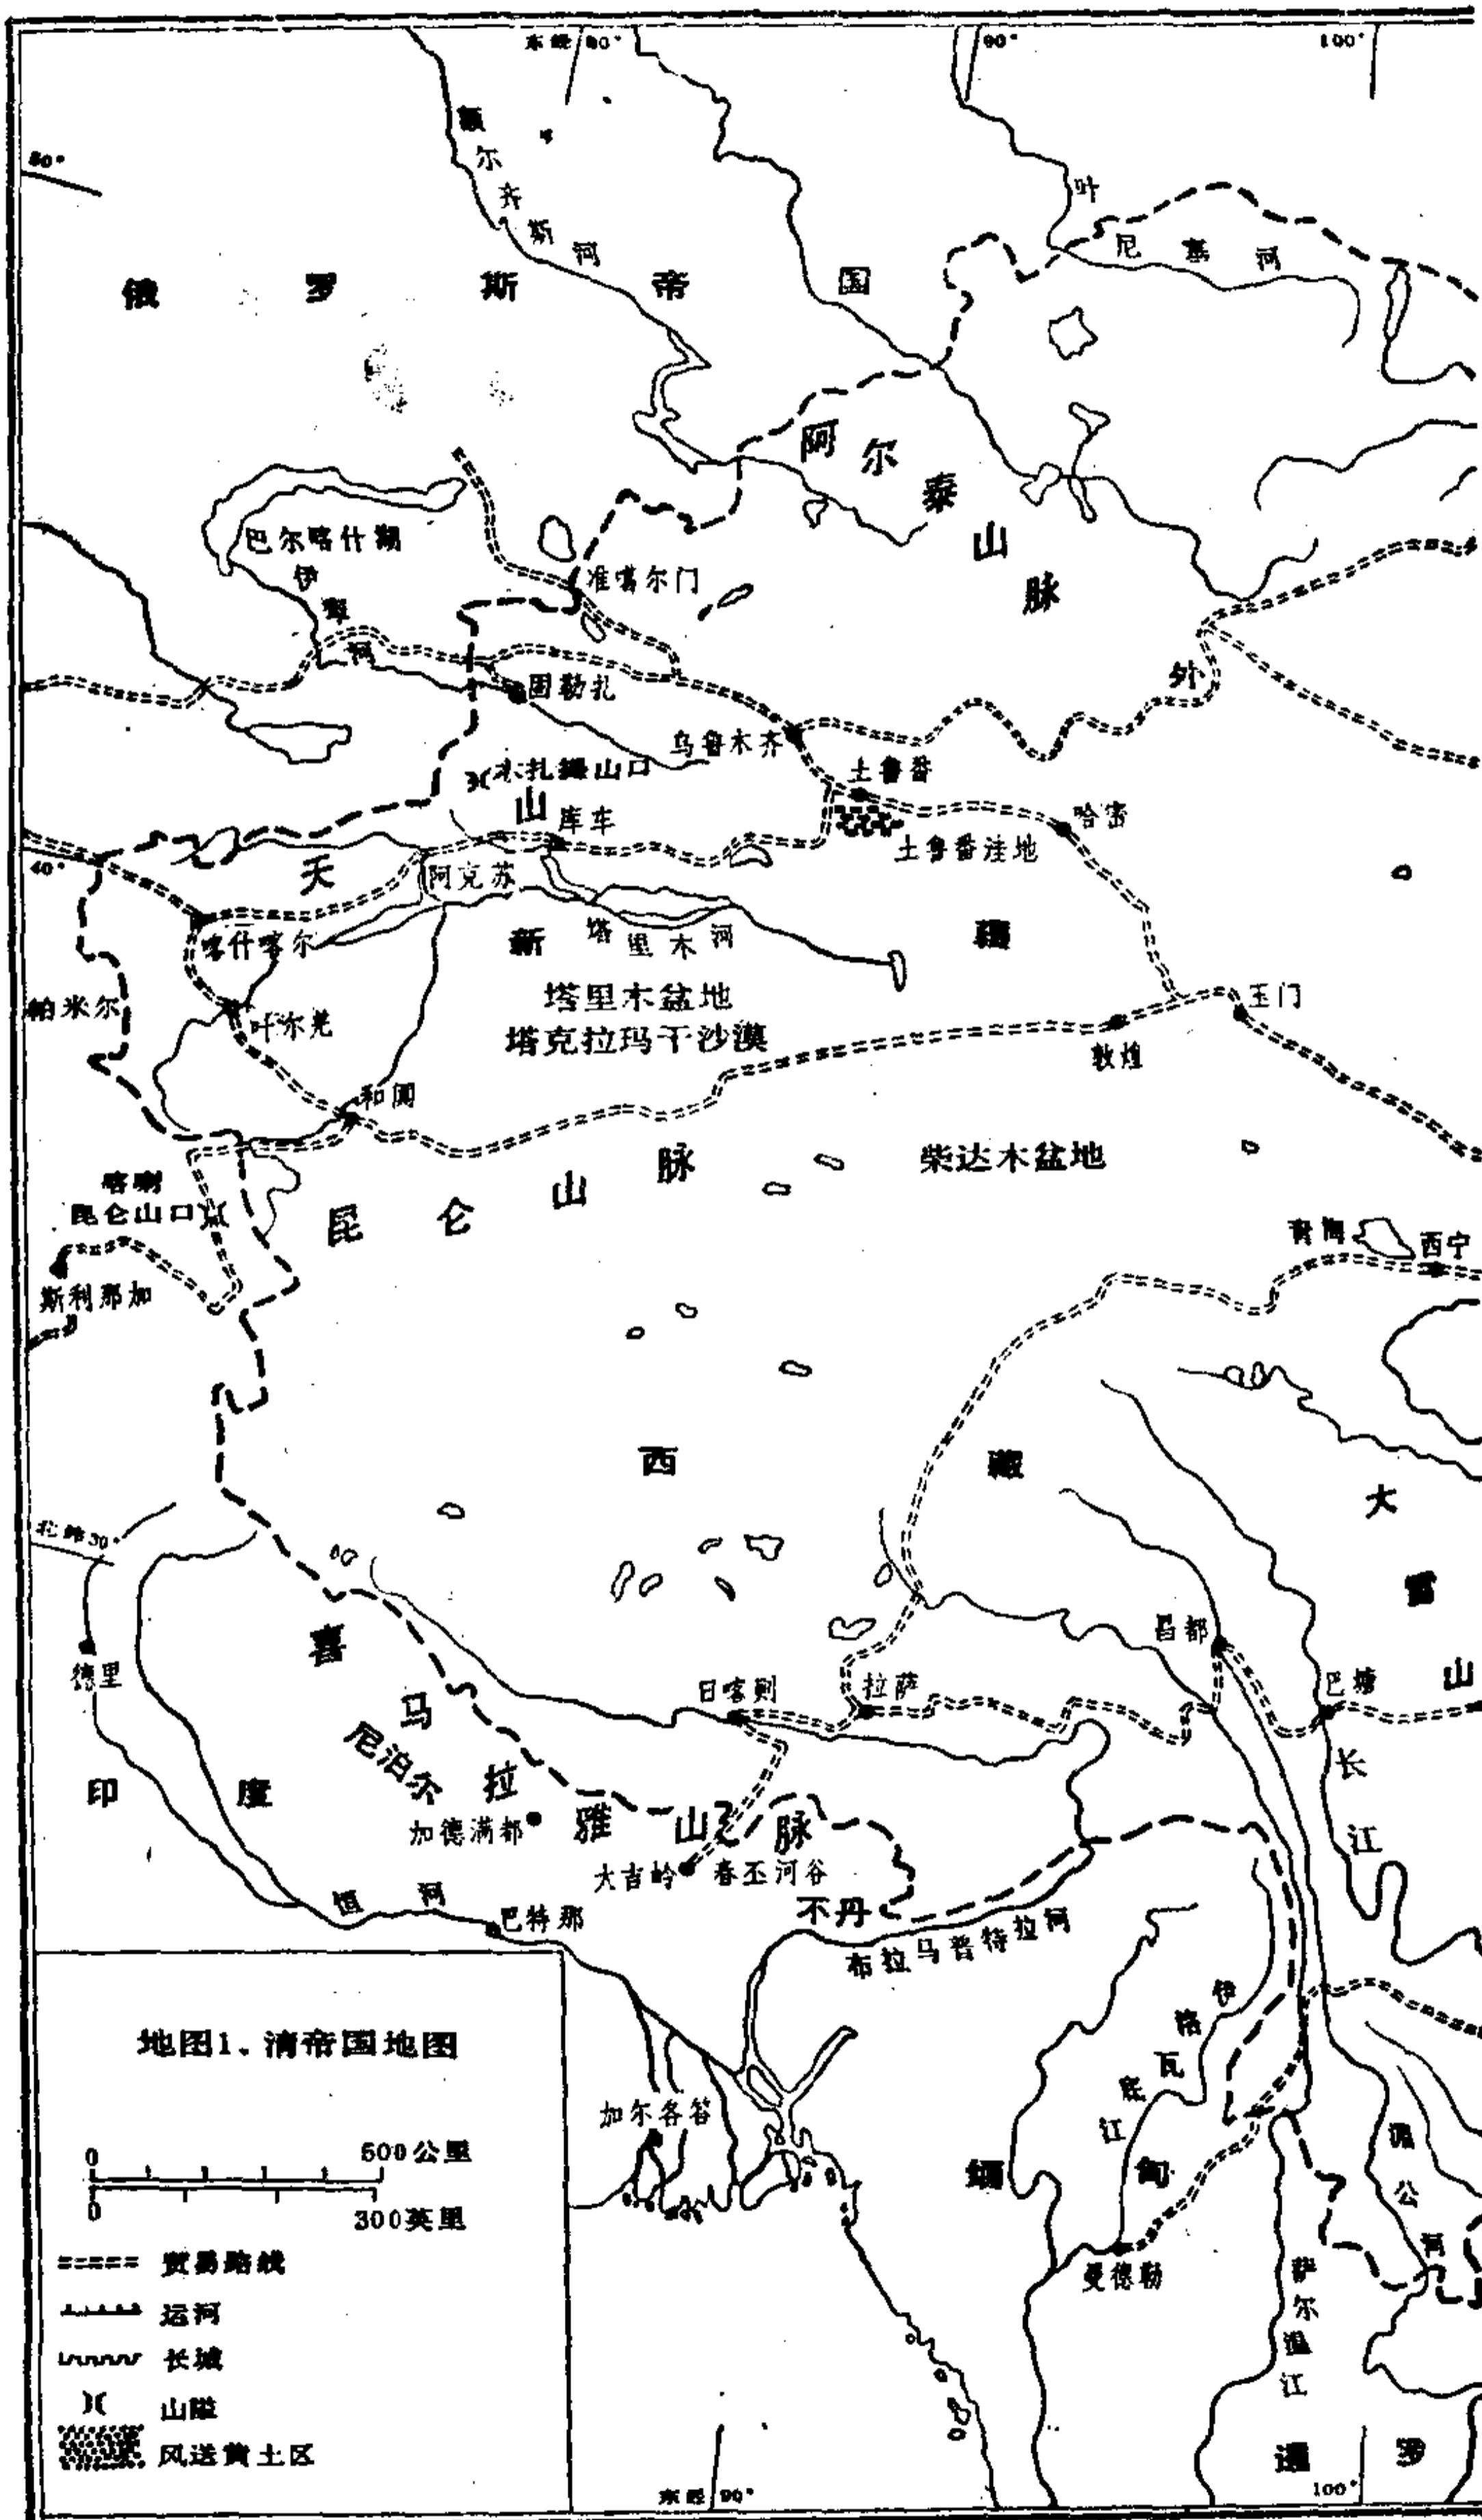 东经 80°
90°
100°
50°
额尔齐斯河
叶尼塞河
俄罗斯帝国
阿尔泰山脉
巴尔喀什湖
伊犁河
准噶尔门
固勒扎
外
乌鲁木齐
土鲁番
木扎提山口
哈密
库车
土鲁番洼地
40°
天山
阿克苏
喀什喀尔
新疆
塔里木河
塔里木盆地
塔克拉玛干沙漠
帕米尔
叶尔羌
玉门
敦煌
和阗
柴达木盆地
喀喇
昆仑山口
昆仑山脉
青海
西宁
斯利那加
西藏
大雪山
北纬30°
昌都
德里
巴塘
日喀则
拉萨
喜马拉雅山脉
尼泊尔
长江
印度
加德满都
大吉岭
春丕河谷
不丹
恒河
巴特那
布拉马普特拉河
伊洛瓦底江
地图1. 清帝国地图
加尔各答
湄公河
0 500公里
0 300英里
缅甸
曼德勒
萨尔温江
贸易路线
运河
长城
山隘
风送黄土区
暹罗
东经 90°
100°